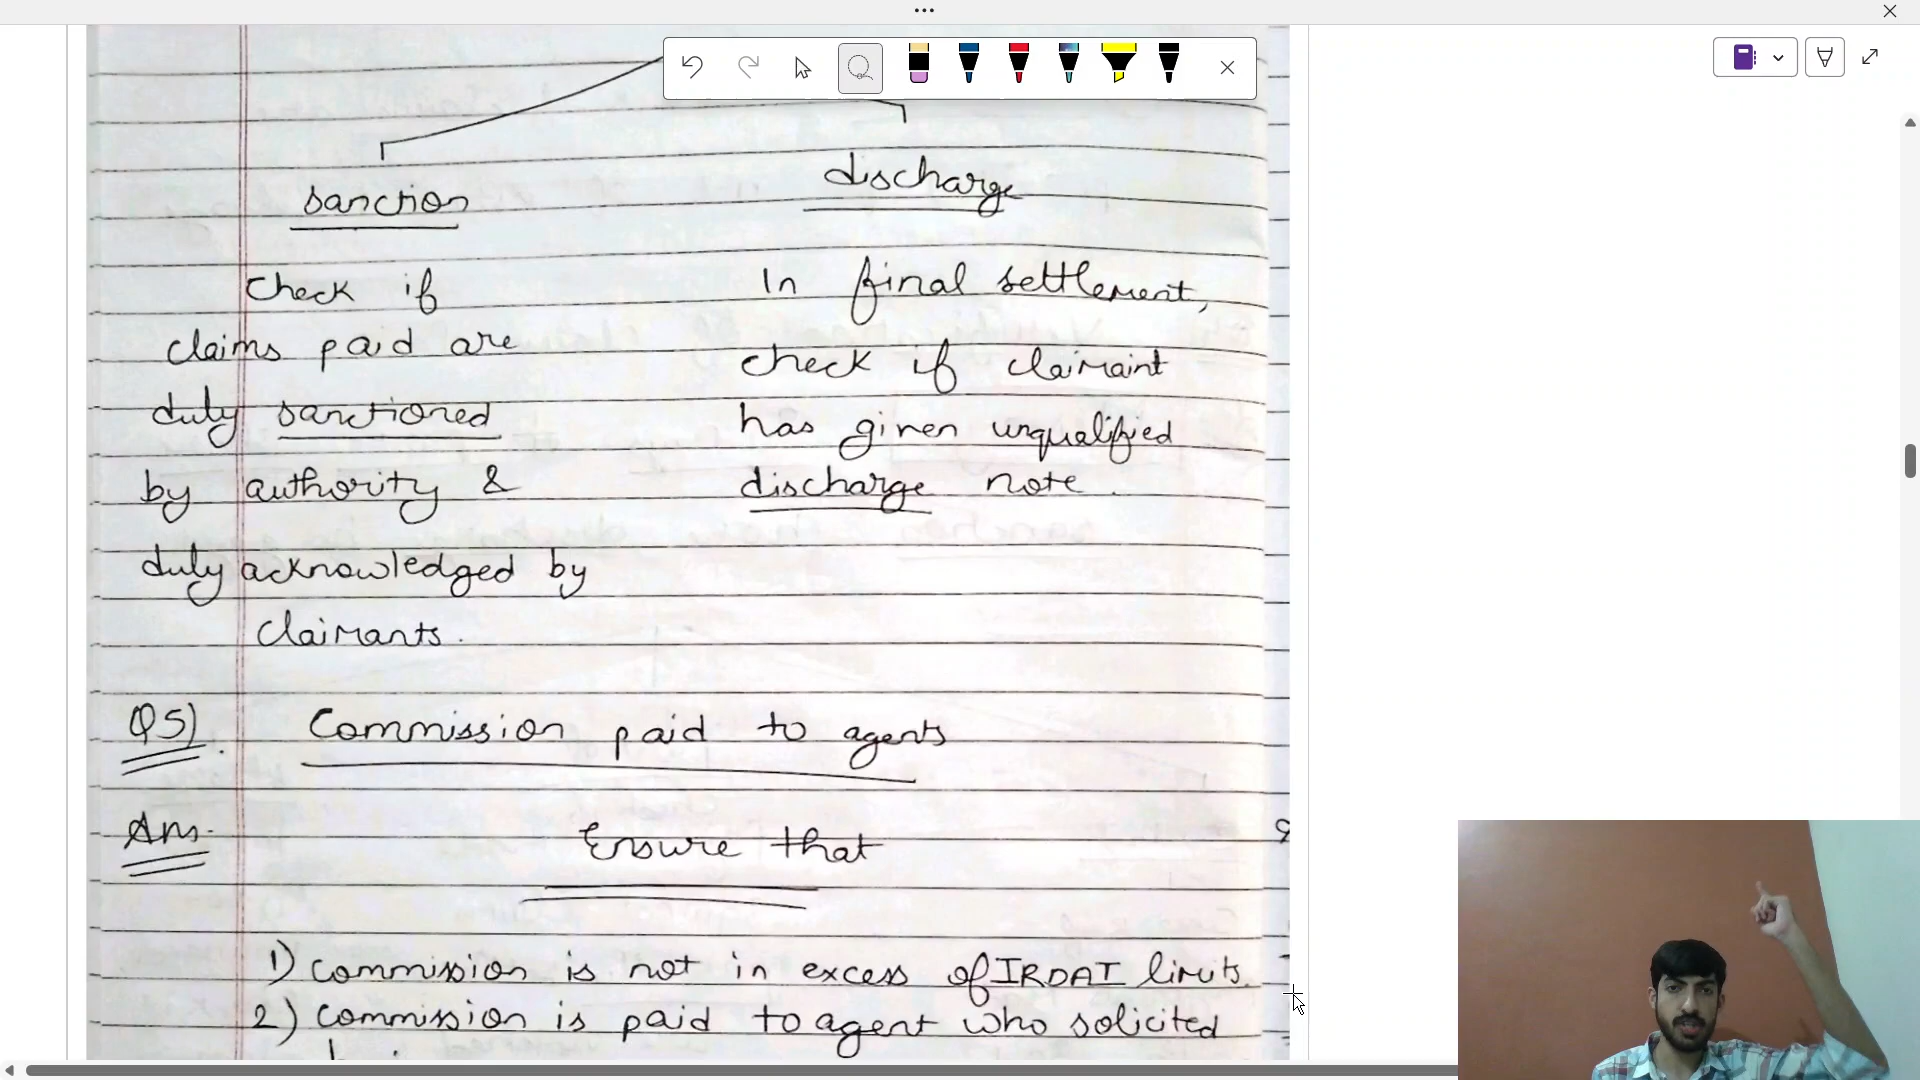 sanction
discharge
Check if
claims paid are
duly sanctioned
by authority &
duly acknowledged by
claimants.
In final settlement,
check if claimaint
has given unqualified
discharge note.
Q5). Commission paid to agents
Ans.
Ensure that
1) commission is not in excess of IRDAI limits.
2) commission is paid to agent who solicited